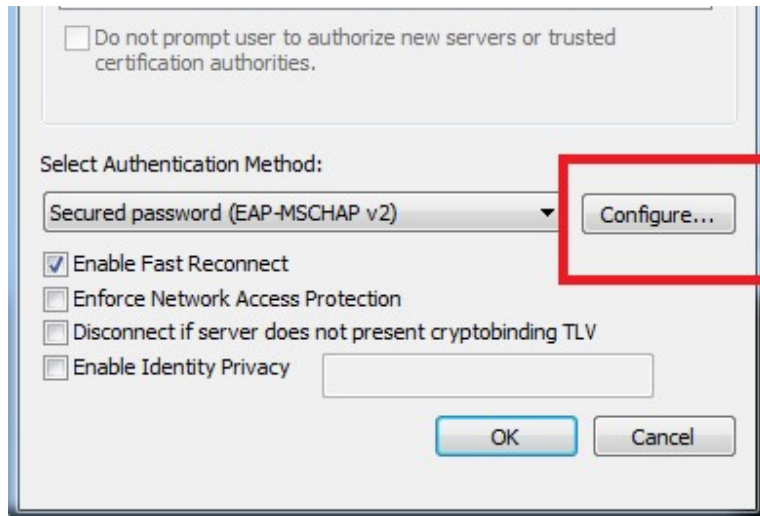 Do not prompt user to authorize new servers or trusted
certification authorities.
Select Authentication Method:
Secured password (EAP-MSCHAP v2)
Configure...
Enable Fast Reconnect
Enforce Network Access Protection
Disconnect if server does not present cryptobinding TLV
Enable Identity Privacy
OK
Cancel